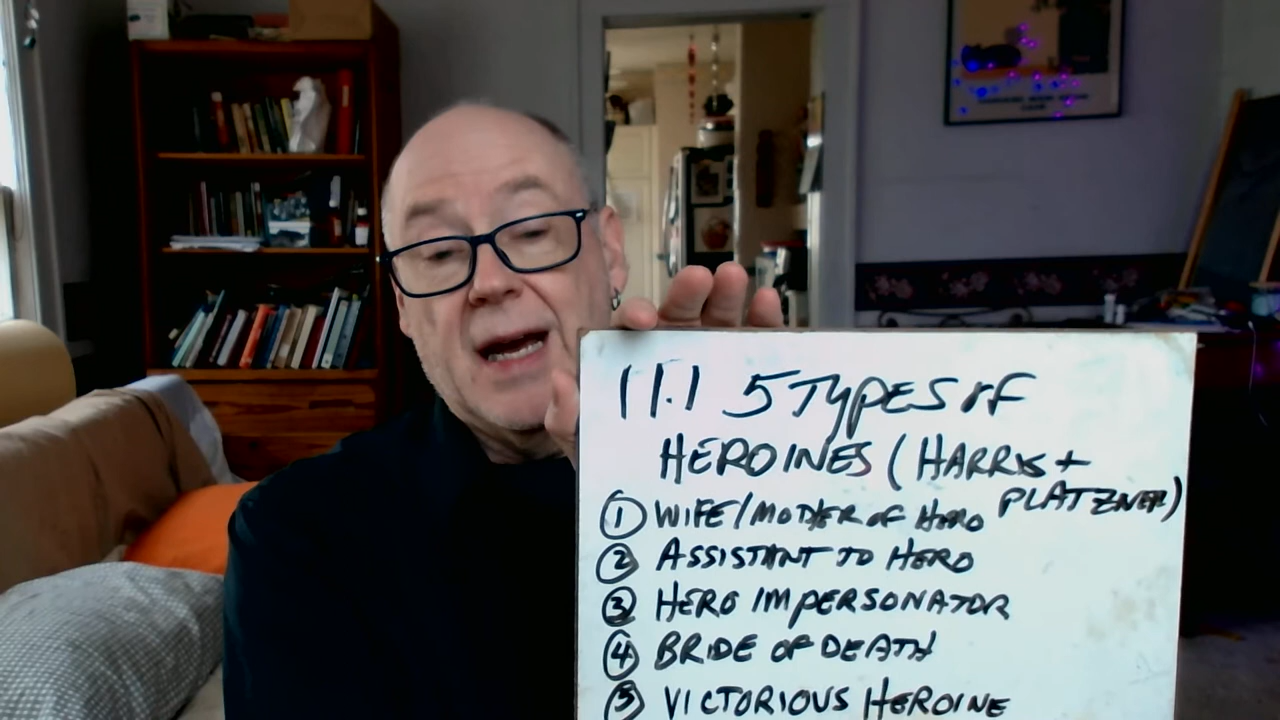 11.1 5 TYPES OF
HEROINES (HARRIS +
PLATZNER)
① WIFE/MOTHER OF HERO
② ASSISTANT TO HERO
③ HERO IMPERSONATOR
④ BRIDE OF DEATH
⑤ VICTORIOUS HEROINE